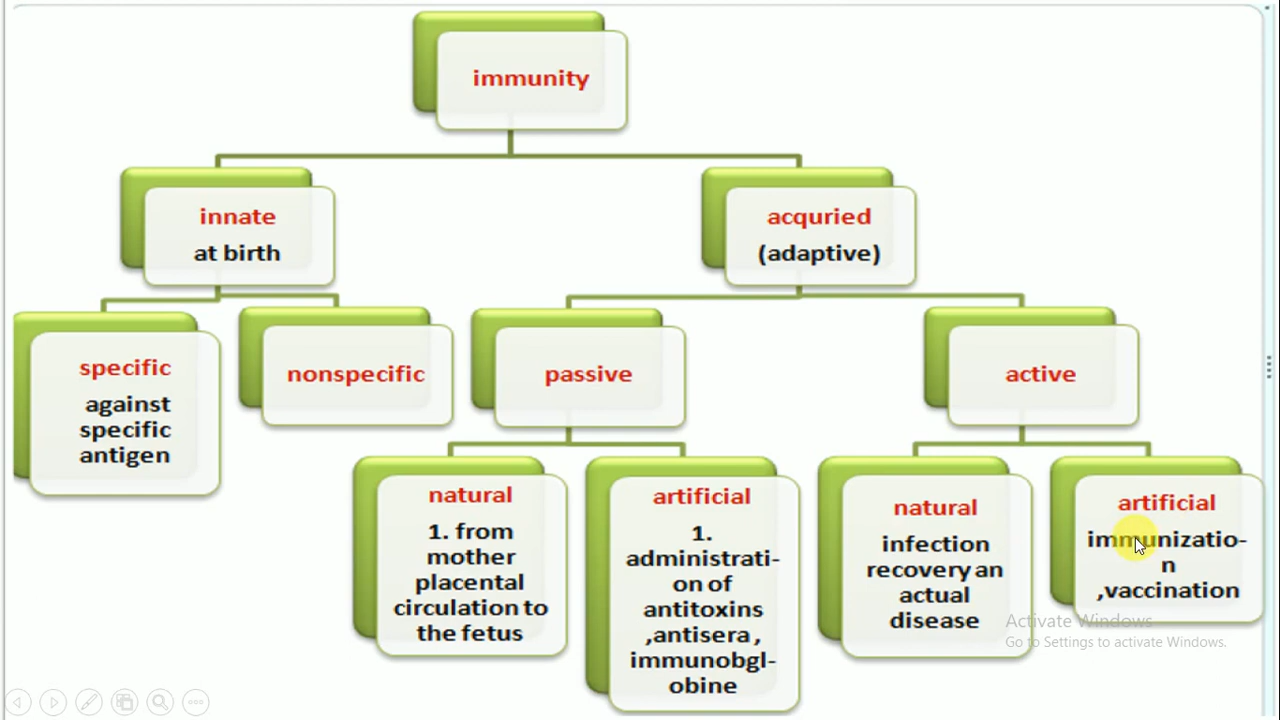 immunity
innate
at birth
acquried
(adaptive)
specific
against
specific
antigen
nonspecific
passive
active
natural
1. from
mother
placental
circulation to
the fetus
artificial
1.
administrati-
on of
antitoxins
,antisera ,
immunobgl-
obine
natural
infection
recovery an
actual
disease
artificial
immunizatio-
n
,vaccination
Activate Windows
Go to Settings to activate Windows.